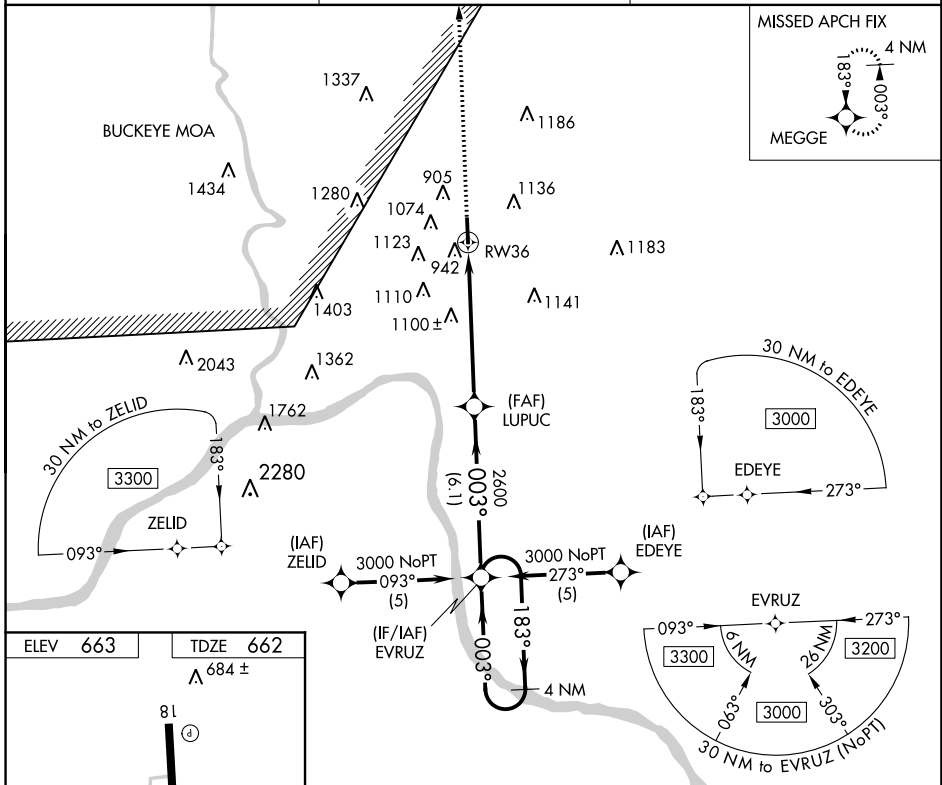 MISSED APCH FIX
4 NM
183°
003°
MEGGE
1337
1186
BUCKEYE MOA
1434
1280
905
1136
1074
1123
942
RW36
1183
1110
1403
1141
1100 ±
2043
1362
(FAF)
LUPUC
1762
2280
30 NM to ZELID
183°
3300
ZELID
093°
30 NM to EDEYE
183°
3000
EDEYE
273°
2600
003°
(6.1)
(IAF)
ZELID
3000 NoPT
093°
(5)
3000 NoPT
273°
(5)
(IAF)
EDEYE
(IF/IAF)
EVRUZ
003°
183°
4 NM
EVRUZ
093°
273°
6 NM
26 NM
3300
3200
063°
303°
3000
30 NM to EVRUZ (NoPT)
ELEV 663
TDZE 662
684 ±
18
P